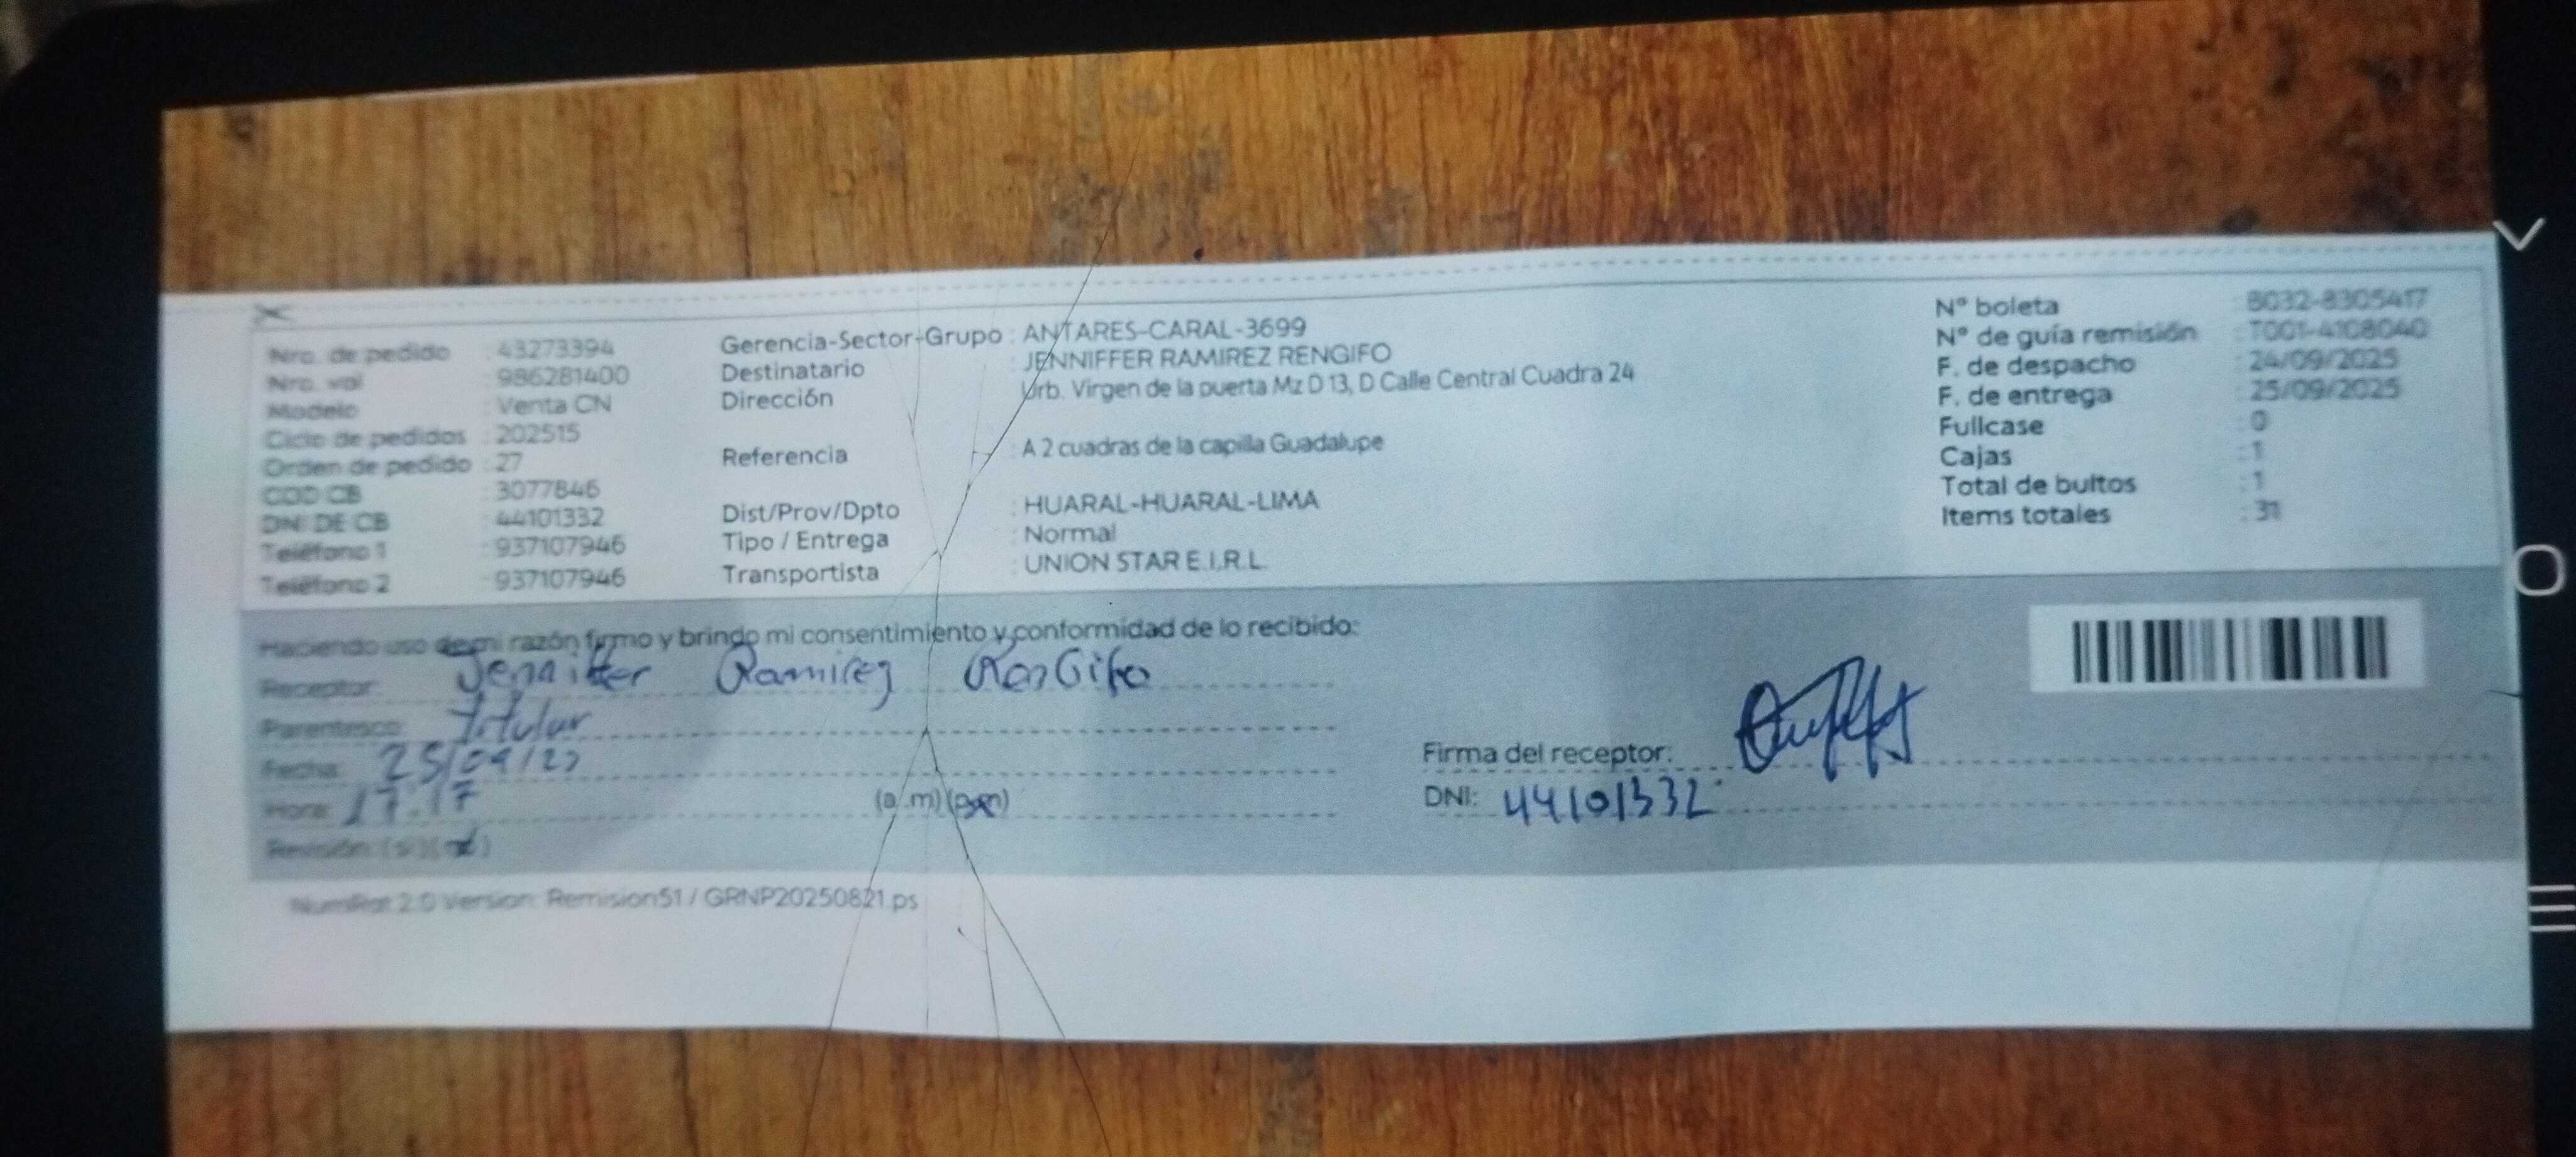 Nro. de pedido : 43273394
Nro. val : 986281400
Modelo : Venta CN
Ciclo de pedidos : 202515
Orden de pedido : 27
COD CB : 3077846
DNI DE CB : 44101332
Teléfono 1 : 937107946
Teléfono 2 : 937107946
Gerencia-Sector-Grupo : ANTARES-CARAL-3699
Destinatario : JENNIFFER RAMIREZ RENGIFO
Dirección : Urb. Virgen de la puerta Mz D 13, D Calle Central Cuadra 24
Referencia : A 2 cuadras de la capilla Guadalupe
Dist/Prov/Dpto : HUARAL-HUARAL-LIMA
Tipo / Entrega : Normal
Transportista : UNION STAR E.I.R.L.
N° boleta : B032-8305417
N° de guía remisión : T001-4108040
F. de despacho : 24/09/2025
F. de entrega : 25/09/2025
Fullcase : 0
Cajas : 1
Total de bultos : 1
Items totales : 31
Haciendo uso de mi razón firmo y brindo mi consentimiento y conformidad de lo recibido:
Receptor: Jenniffer Ramirez Rengifo
Parentesco: titular
Fecha: 25/09/25
Hora: 17:17 (a.m) (p.m)
Revisión: (si) (no)
Firma del receptor:
DNI: 44101332
Version: Remision51 / GRNP20250821.ps